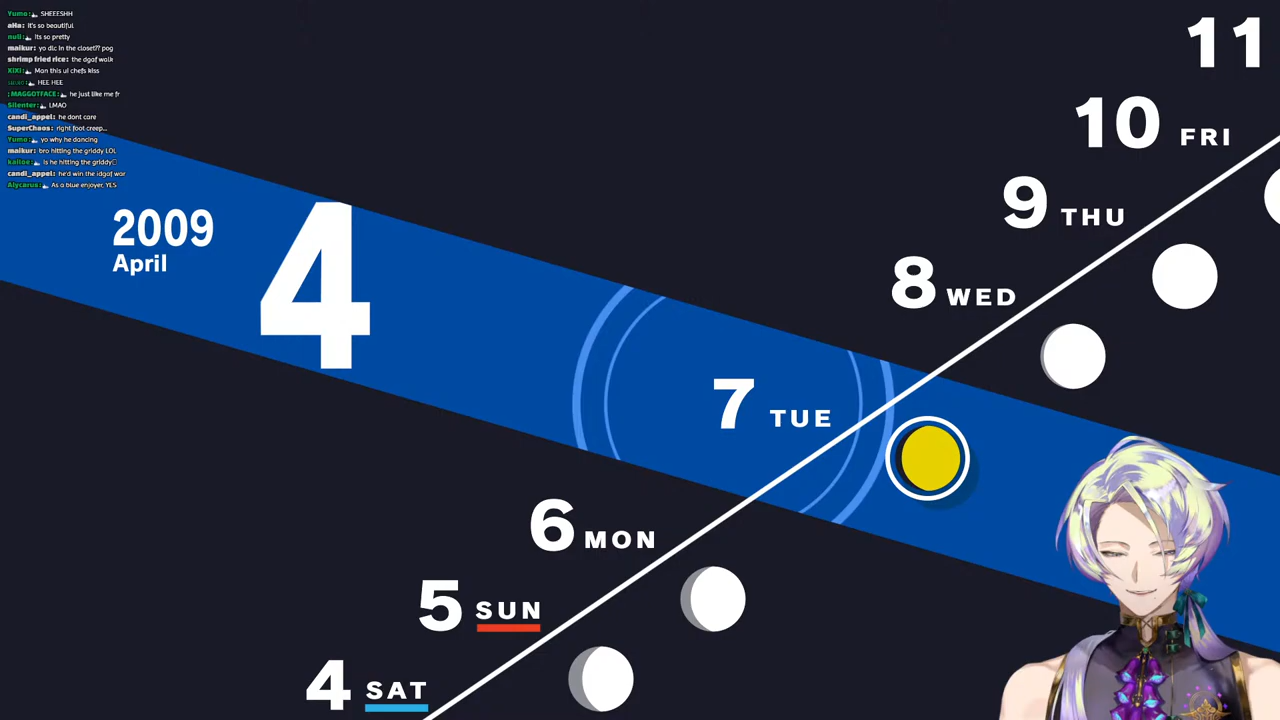 Yumo: SHEEESHH
aHa: It's so beautiful
nuli: Its so pretty
maikur: yo dlc in the closet?? pog
shrimp fried rice: the dgaf walk
XIXI: Man this ui chefs kiss
HEE HEE
;MAGGOTFACE: he just like me fr
Silenter: LMAO
candi_appel: he dont care
SuperChaos: right foot creep...
Yumo: yo why he dancing
maikur: bro hitting the griddy LOL
kailoe: is he hitting the griddy
candi_appel: he'd win the idgaf war
Alycarus: As a blue enjoyer, YES
2009
April
4
11
10 FRI
9 THU
8 WED
7 TUE
6 MON
5 SUN
4 SAT